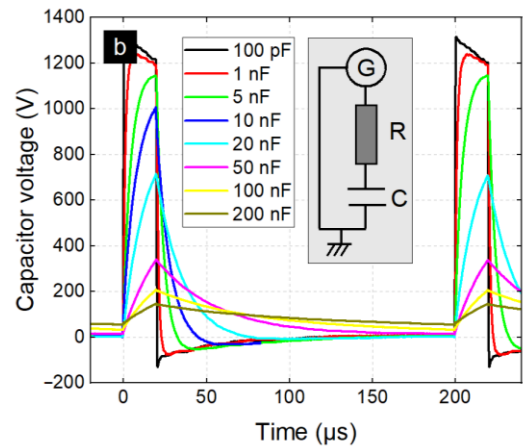 b
1400
1200
1000
800
600
400
200
0
−200
Capacitor voltage (V)
100 pF
1 nF
5 nF
10 nF
20 nF
50 nF
100 nF
200 nF
G
R
C
0
50
100
150
200
Time (µs)